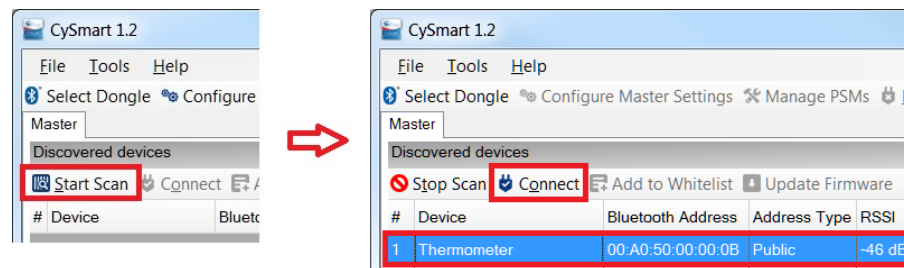 CySmart 1.2
File Tools Help
Select Dongle Configure
Master
Discovered devices
Start Scan Connect
# Device
CySmart 1.2
File Tools Help
Select Dongle Configure Master Settings Manage PSMs
Master
Discovered devices
Stop Scan Connect Add to Whitelist Update Firmware
# Device Bluetooth Address Address Type RSSI
1 Thermometer 00:A0:50:00:00:0B Public -46 dB